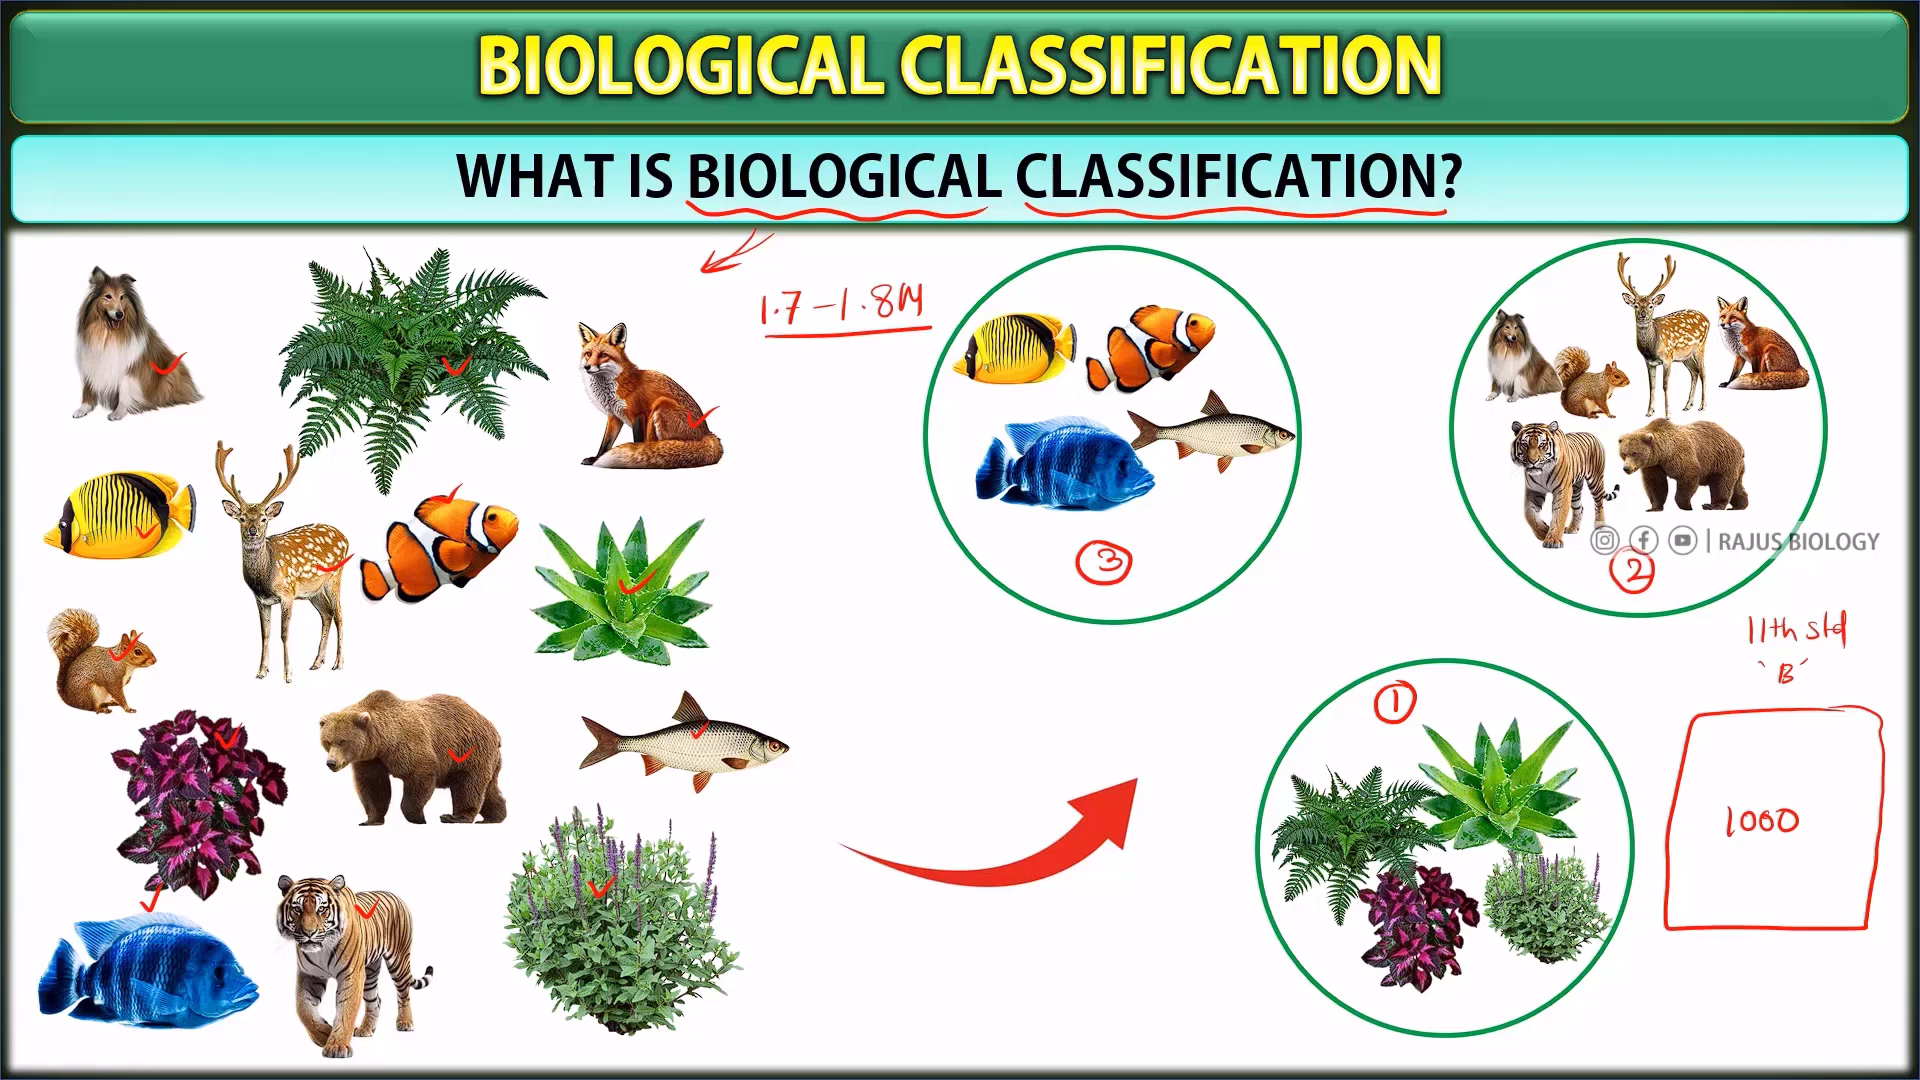 BIOLOGICAL CLASSIFICATION
WHAT IS BIOLOGICAL CLASSIFICATION?
1.7-1.8M
3
| RAJUS BIOLOGY
2
11th std
'B'
1
1000